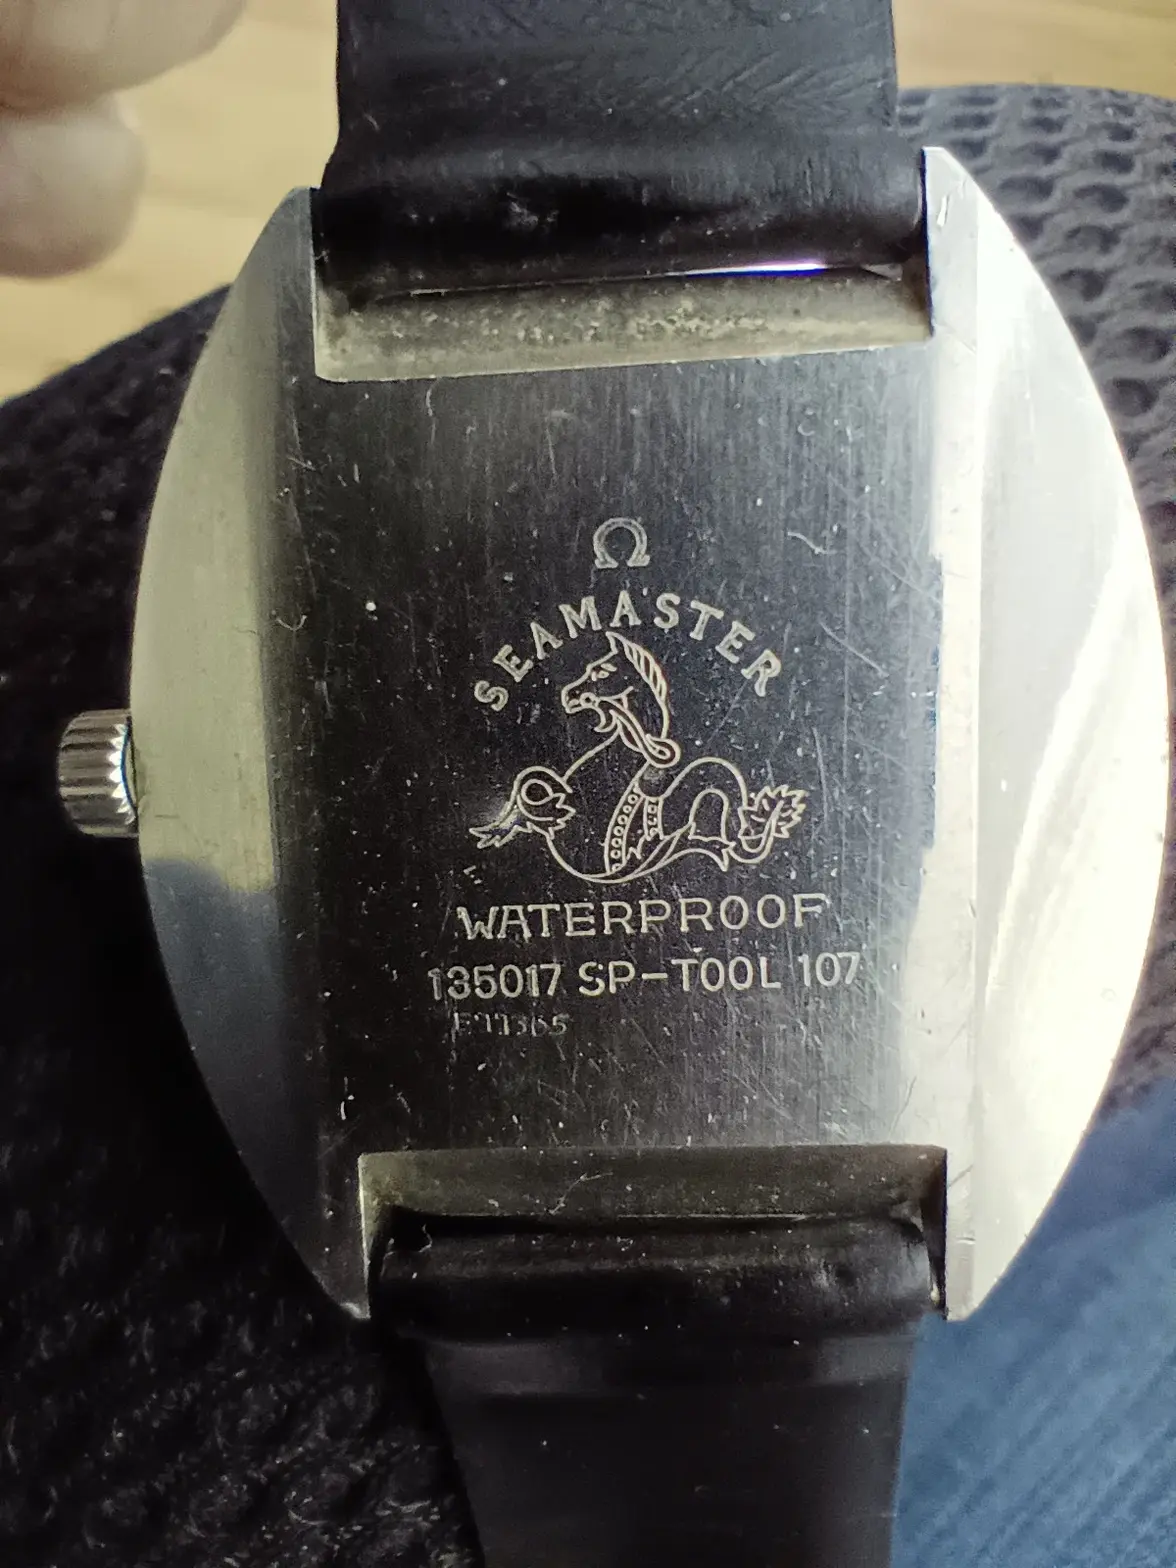 Ω
SEAMASTER
WATERPROOF
135017 SP-TOOL 107